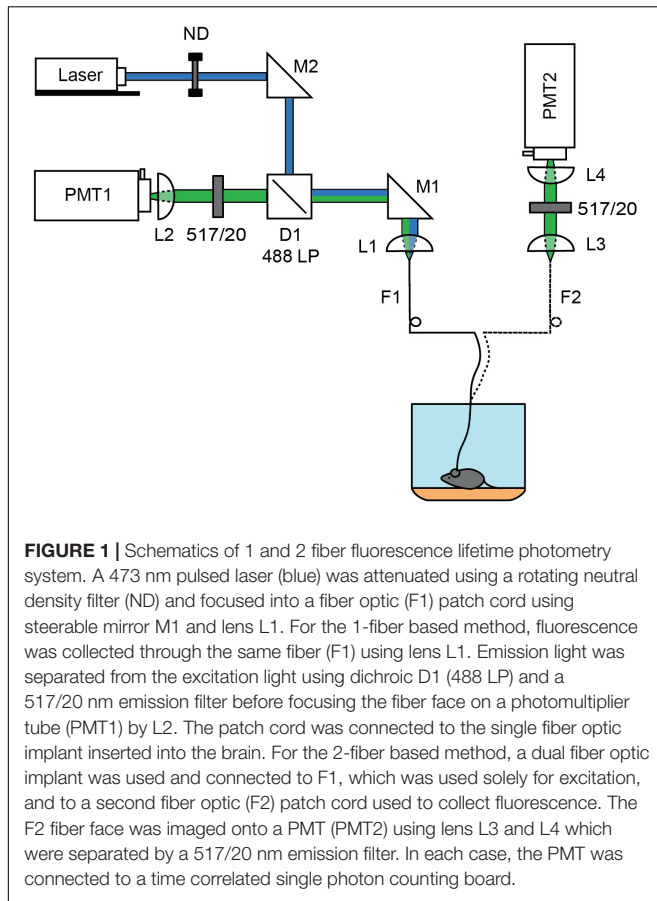 ND
Laser
M2
PMT2
PMT1
M1
L4
517/20
L2
517/20
D1
488 LP
L1
L3
F1
F2
FIGURE 1 | Schematics of 1 and 2 fiber fluorescence lifetime photometry
system. A 473 nm pulsed laser (blue) was attenuated using a rotating neutral
density filter (ND) and focused into a fiber optic (F1) patch cord using
steerable mirror M1 and lens L1. For the 1-fiber based method, fluorescence
was collected through the same fiber (F1) using lens L1. Emission light was
separated from the excitation light using dichroic D1 (488 LP) and a
517/20 nm emission filter before focusing the fiber face on a photomultiplier
tube (PMT1) by L2. The patch cord was connected to the single fiber optic
implant inserted into the brain. For the 2-fiber based method, a dual fiber optic
implant was used and connected to F1, which was used solely for excitation,
and to a second fiber optic (F2) patch cord used to collect fluorescence. The
F2 fiber face was imaged onto a PMT (PMT2) using lens L3 and L4 which
were separated by a 517/20 nm emission filter. In each case, the PMT was
connected to a time correlated single photon counting board.